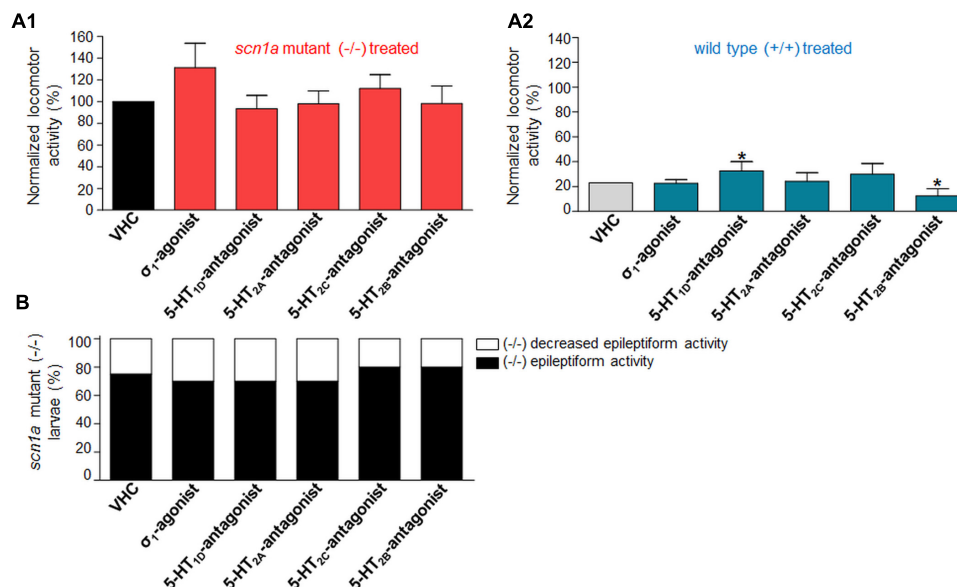 A1
scn1a mutant (-/-) treated
Normalized locomotor
activity (%)
160
140
120
100
80
60
40
20
0
VHC
σ1-agonist
5-HT1D-antagonist
5-HT2A-antagonist
5-HT2C-antagonist
5-HT2B-antagonist
A2
wild type (+/+) treated
Normalized locomotor
activity (%)
140
120
100
80
60
40
20
0
*
*
VHC
σ1-agonist
5-HT1D-antagonist
5-HT2A-antagonist
5-HT2C-antagonist
5-HT2B-antagonist
B
scn1a mutant (-/-)
larvae (%)
100
80
60
40
20
0
VHC
σ1-agonist
5-HT1D-antagonist
5-HT2A-antagonist
5-HT2C-antagonist
5-HT2B-antagonist
(-/-) decreased epileptiform activity
(-/-) epileptiform activity